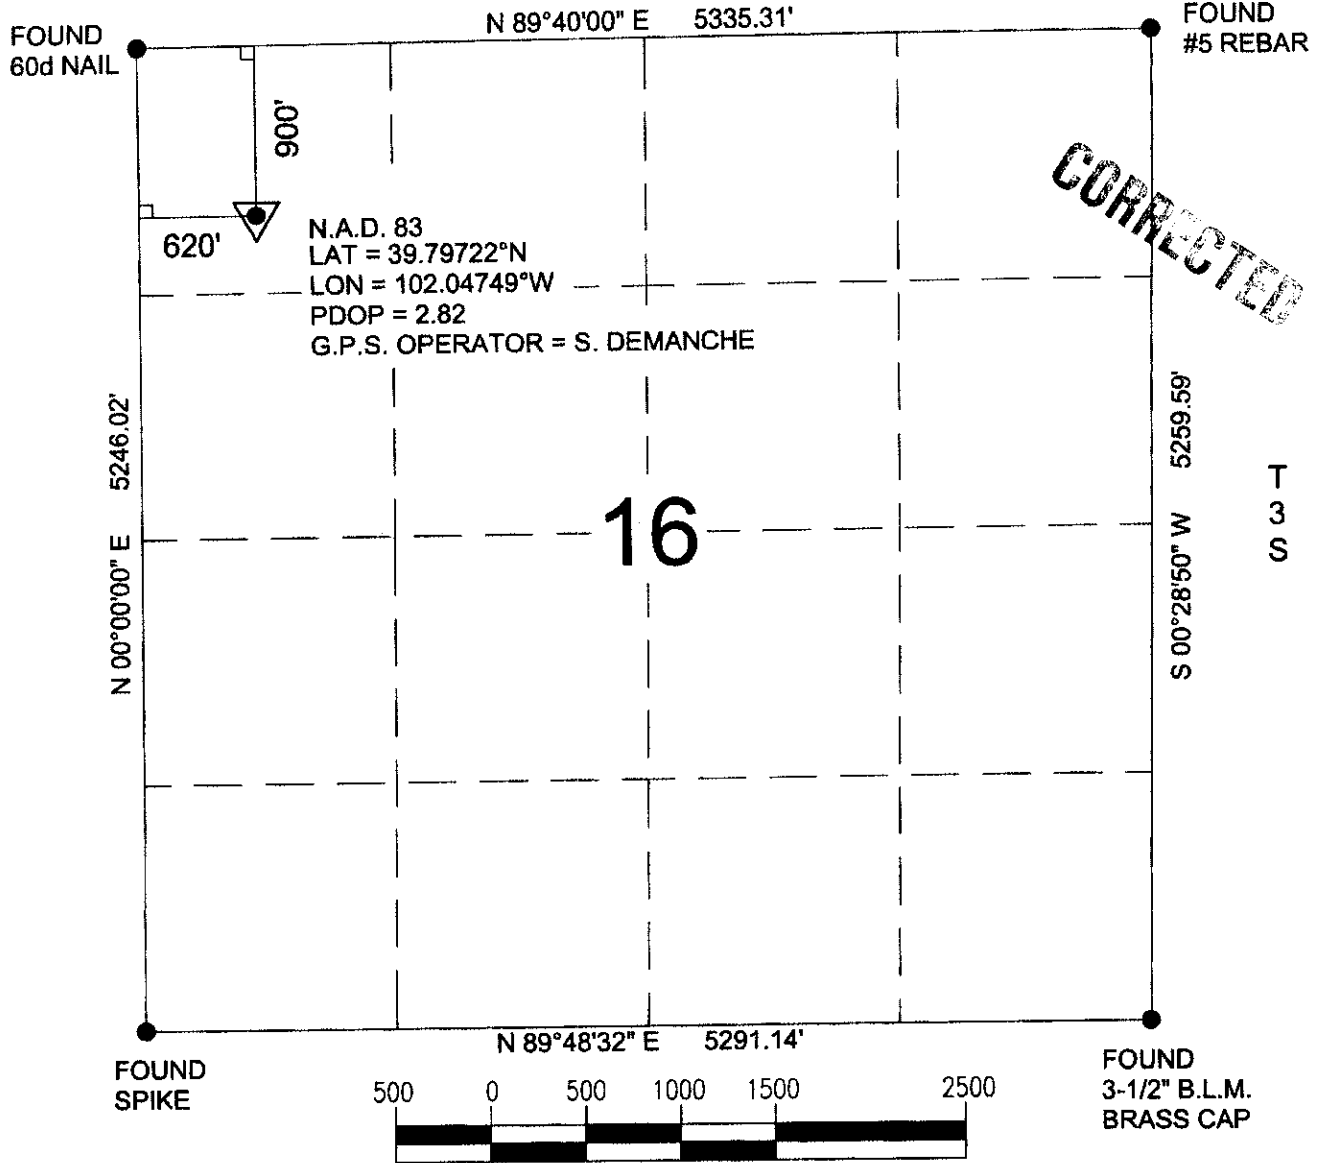 N 89°40'00" E 5335.31'
FOUND
60d NAIL
FOUND
#5 REBAR
900'
CORRECTED
620'
N.A.D. 83
LAT = 39.79722°N
LON = 102.04749°W
PDOP = 2.82
G.P.S. OPERATOR = S. DEMANCHE
N 00°00'00" E 5246.02'
16
S 00°28'50" W 5259.59'
T
3
S
N 89°48'32" E 5291.14'
FOUND
SPIKE
500 0 500 1000 1500 2500
FOUND
3-1/2" B.L.M.
BRASS CAP